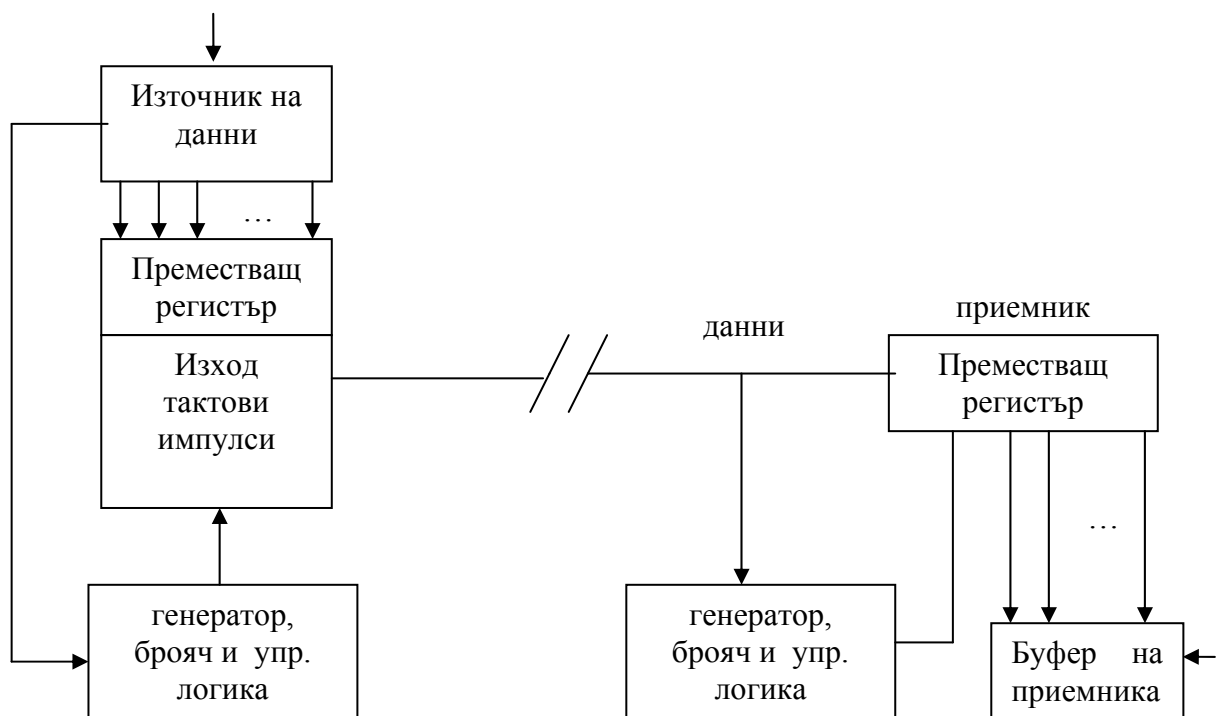 Източник на
данни
…
Преместващ
регистър
Изход
тактови
импулси
генератор,
брояч и упр.
логика
данни
приемник
Преместващ
регистър
…
генератор,
брояч и упр.
логика
Буфер на
приемника